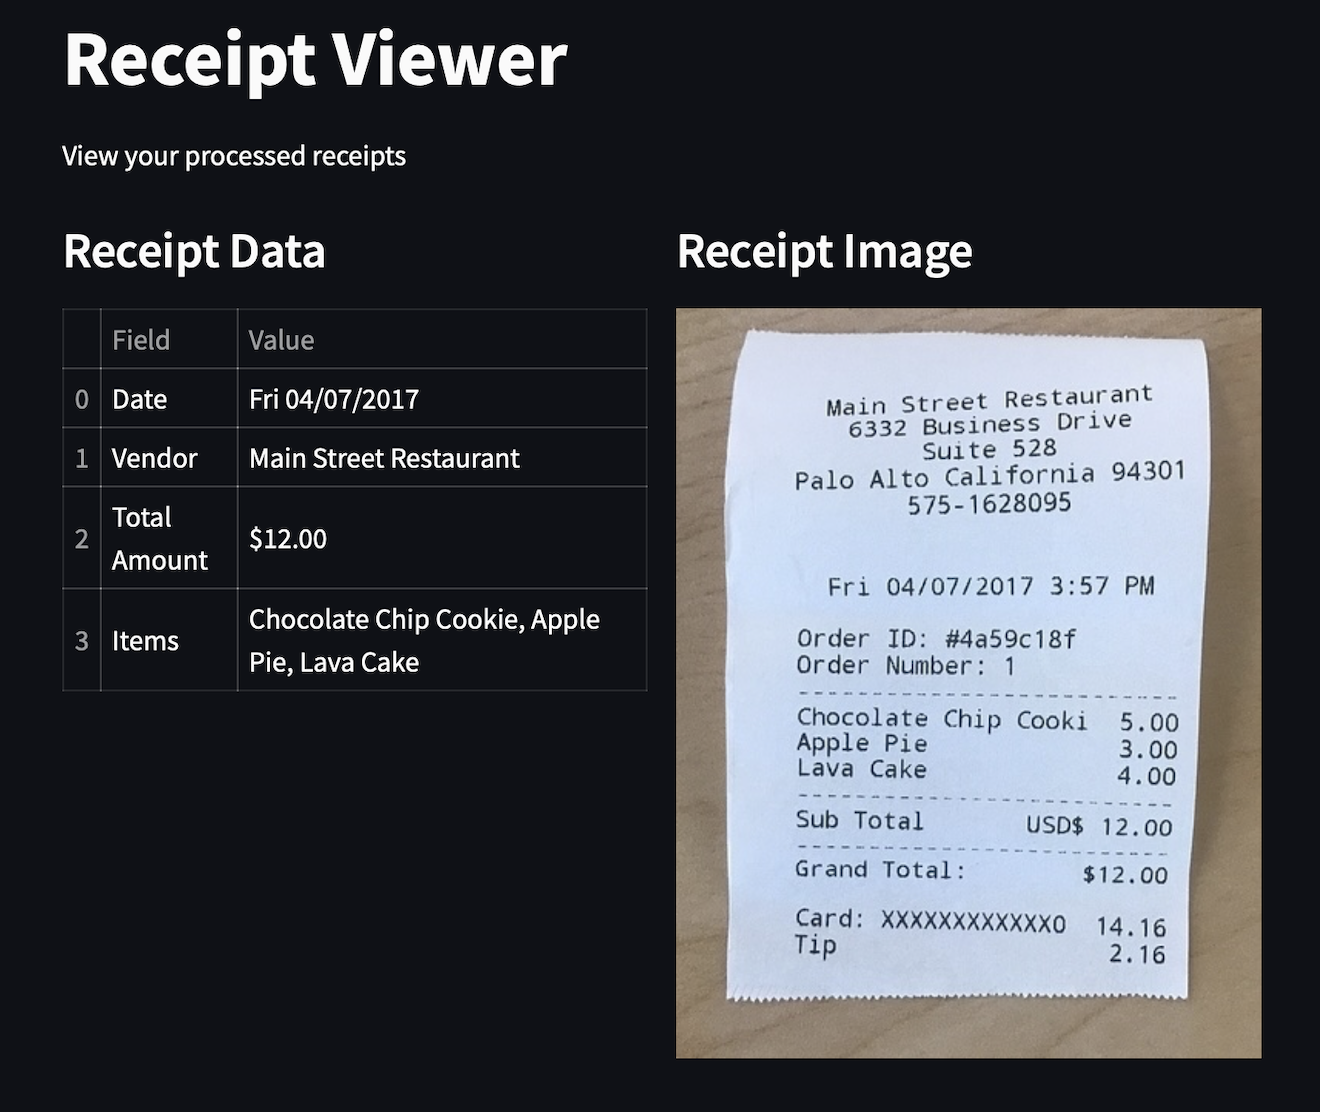 Receipt Viewer
View your processed receipts
Receipt Data
Field Value
0 Date Fri 04/07/2017
1 Vendor Main Street Restaurant
2 Total
Amount $12.00
3 Items Chocolate Chip Cookie, Apple
Pie, Lava Cake
Receipt Image
Main Street Restaurant
6332 Business Drive
Suite 528
Palo Alto California 94301
575-1628095
Fri 04/07/2017 3:57 PM
Order ID: #4a59c18f
Order Number: 1
Chocolate Chip Cooki 5.00
Apple Pie 3.00
Lava Cake 4.00
Sub Total USD$ 12.00
Grand Total: $12.00
Card: XXXXXXXXXXXX0 14.16
Tip 2.16